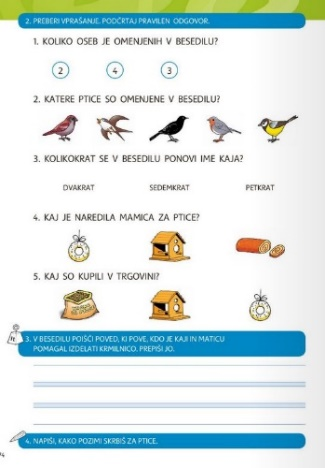 2. PREBERI VPRAŠANJE. PODČRTAJ PRAVILEN ODGOVOR.
1. KOLIKO OSEB JE OMENJENIH V BESEDILU?
2 4 3
2. KATERE PTICE SO OMENJENE V BESEDILU?
3. KOLIKOKRAT SE V BESEDILU PONOVI IME KAJA?
DVAKRAT SEDEMKRAT PETKRAT
4. KAJ JE NAREDILA MAMICA ZA PTICE?
5. KAJ SO KUPILI V TRGOVINI?
3. V BESEDILU POIŠČI POVED, KI POVE, KDO JE KAJI IN MATICU
POMAGAL IZDELATI KRMILNICO. PREPIŠI JO.
4. NAPIŠI, KAKO POZIMI SKRBIŠ ZA PTICE.